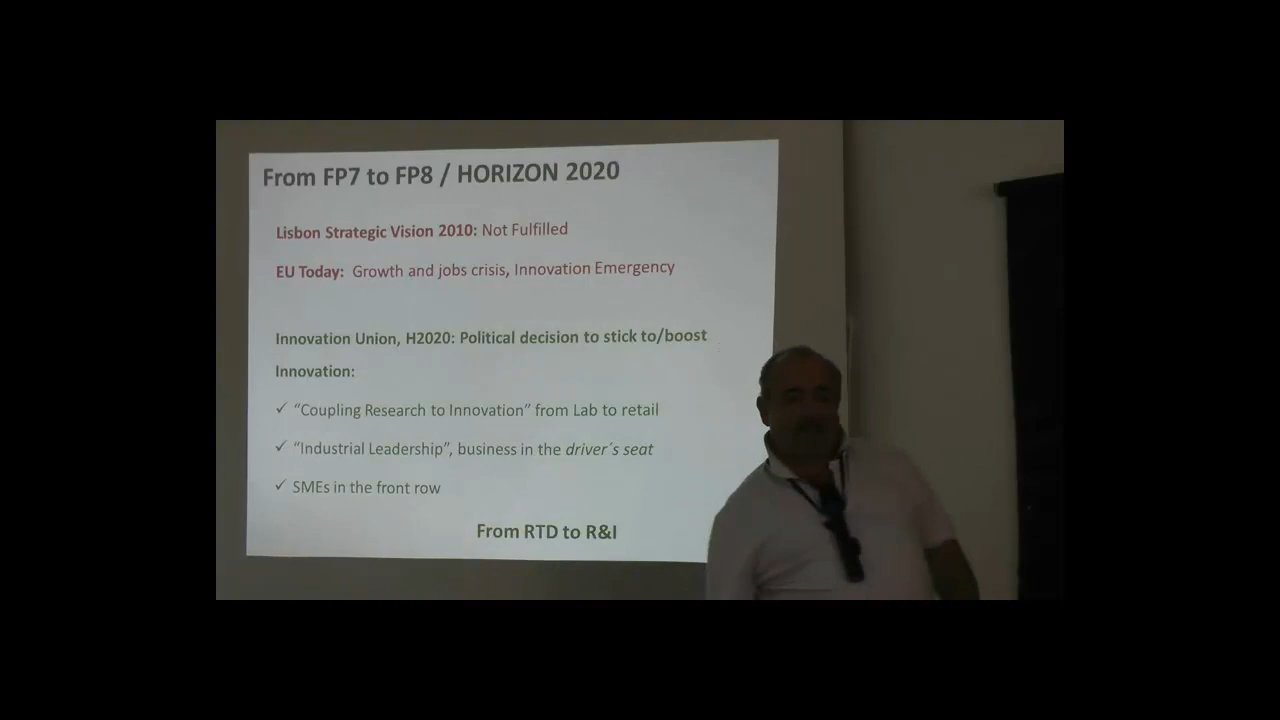 From FP7 to FP8 / HORIZON 2020
Lisbon Strategic Vision 2010: Not Fulfilled
EU Today: Growth and jobs crisis, Innovation Emergency
Innovation Union, H2020: Political decision to stick to/boost
Innovation:
✓ “Coupling Research to Innovation” from Lab to retail
✓ “Industrial Leadership”, business in the driver´s seat
✓ SMEs in the front row
From RTD to R&I